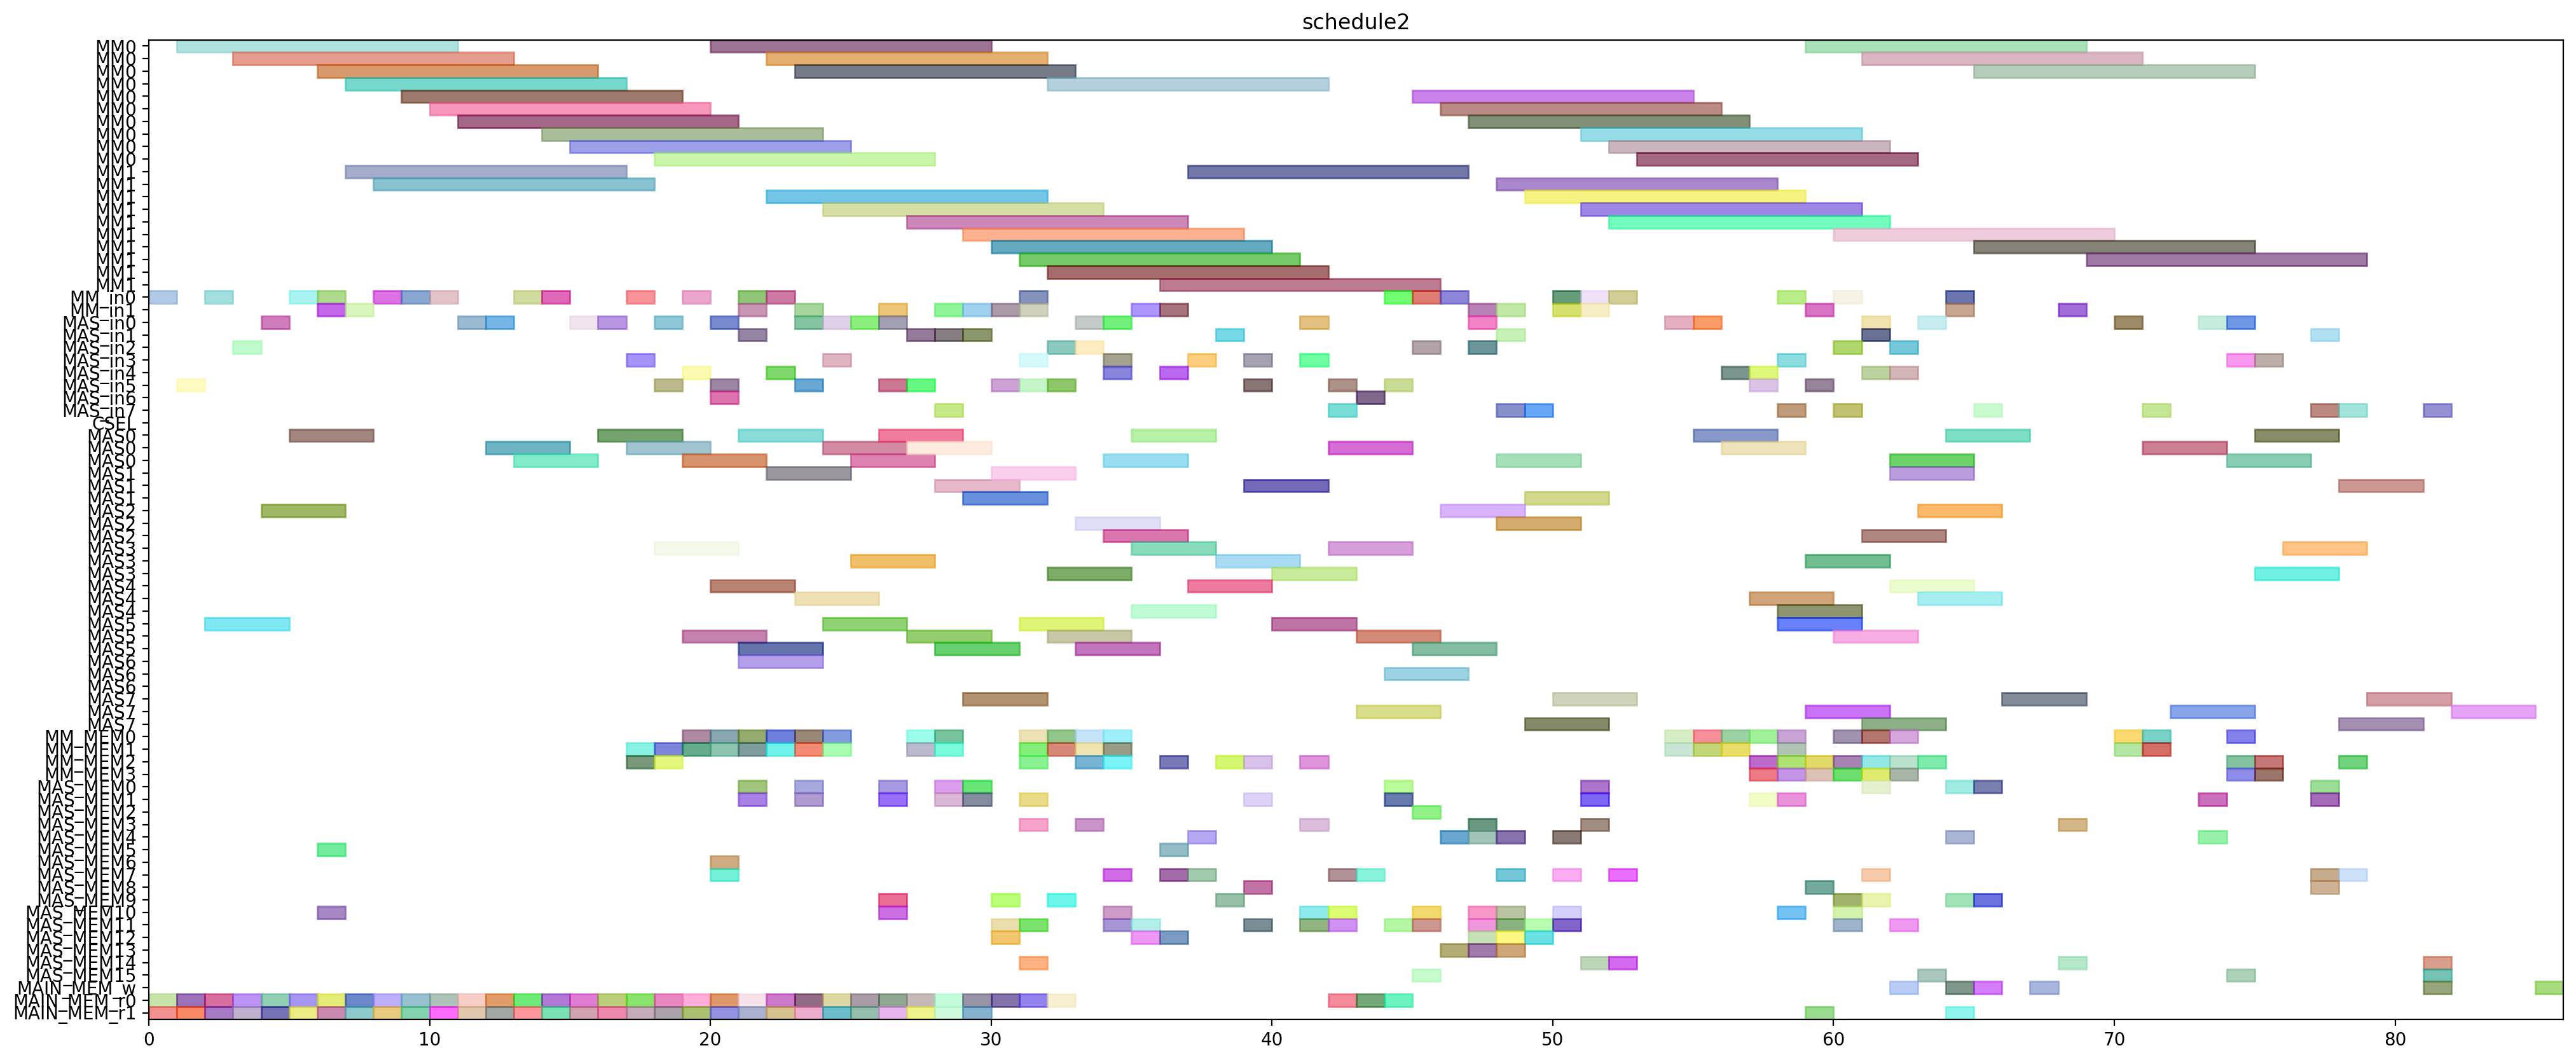 schedule2
MM0
MM0
MM0
MM0
MM0
MM0
MM0
MM0
MM0
MM0
MM1
MM1
MM1
MM1
MM1
MM1
MM1
MM1
MM1
MM1
MM_in0
MM_in1
MAS_in0
MAS_in1
MAS_in2
MAS_in3
MAS_in4
MAS_in5
MAS_in6
MAS_in7
CSEL
MAS0
MAS0
MAS0
MAS1
MAS1
MAS1
MAS2
MAS2
MAS2
MAS3
MAS3
MAS3
MAS4
MAS4
MAS4
MAS5
MAS5
MAS5
MAS6
MAS6
MAS6
MAS7
MAS7
MAS7
MM_MEM0
MM_MEM1
MM_MEM2
MM_MEM3
MAS_MEM0
MAS_MEM1
MAS_MEM2
MAS_MEM3
MAS_MEM4
MAS_MEM5
MAS_MEM6
MAS_MEM7
MAS_MEM8
MAS_MEM9
MAS_MEM10
MAS_MEM11
MAS_MEM12
MAS_MEM13
MAS_MEM14
MAS_MEM15
MAIN_MEM_w
MAIN_MEM_r0
MAIN_MEM_r1
0 10 20 30 40 50 60 70 80